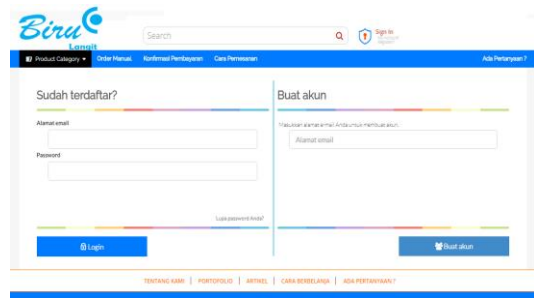 Biru
Langit
Search
Sign In
Product Category
Order Manual
Konfirmasi Pembayaran
Cara Pemesanan
Ada Pertanyaan ?
Sudah terdaftar?
Buat akun
Alamat email
Masukkan alamat email Anda untuk membuat akun.
Alamat email
Password
Lupa password Anda?
Login
Buat akun
TENTANG KAMI | PORTOFOLIO | ARTIKEL | CARA BERBELANJA | ADA PERTANYAAN ?